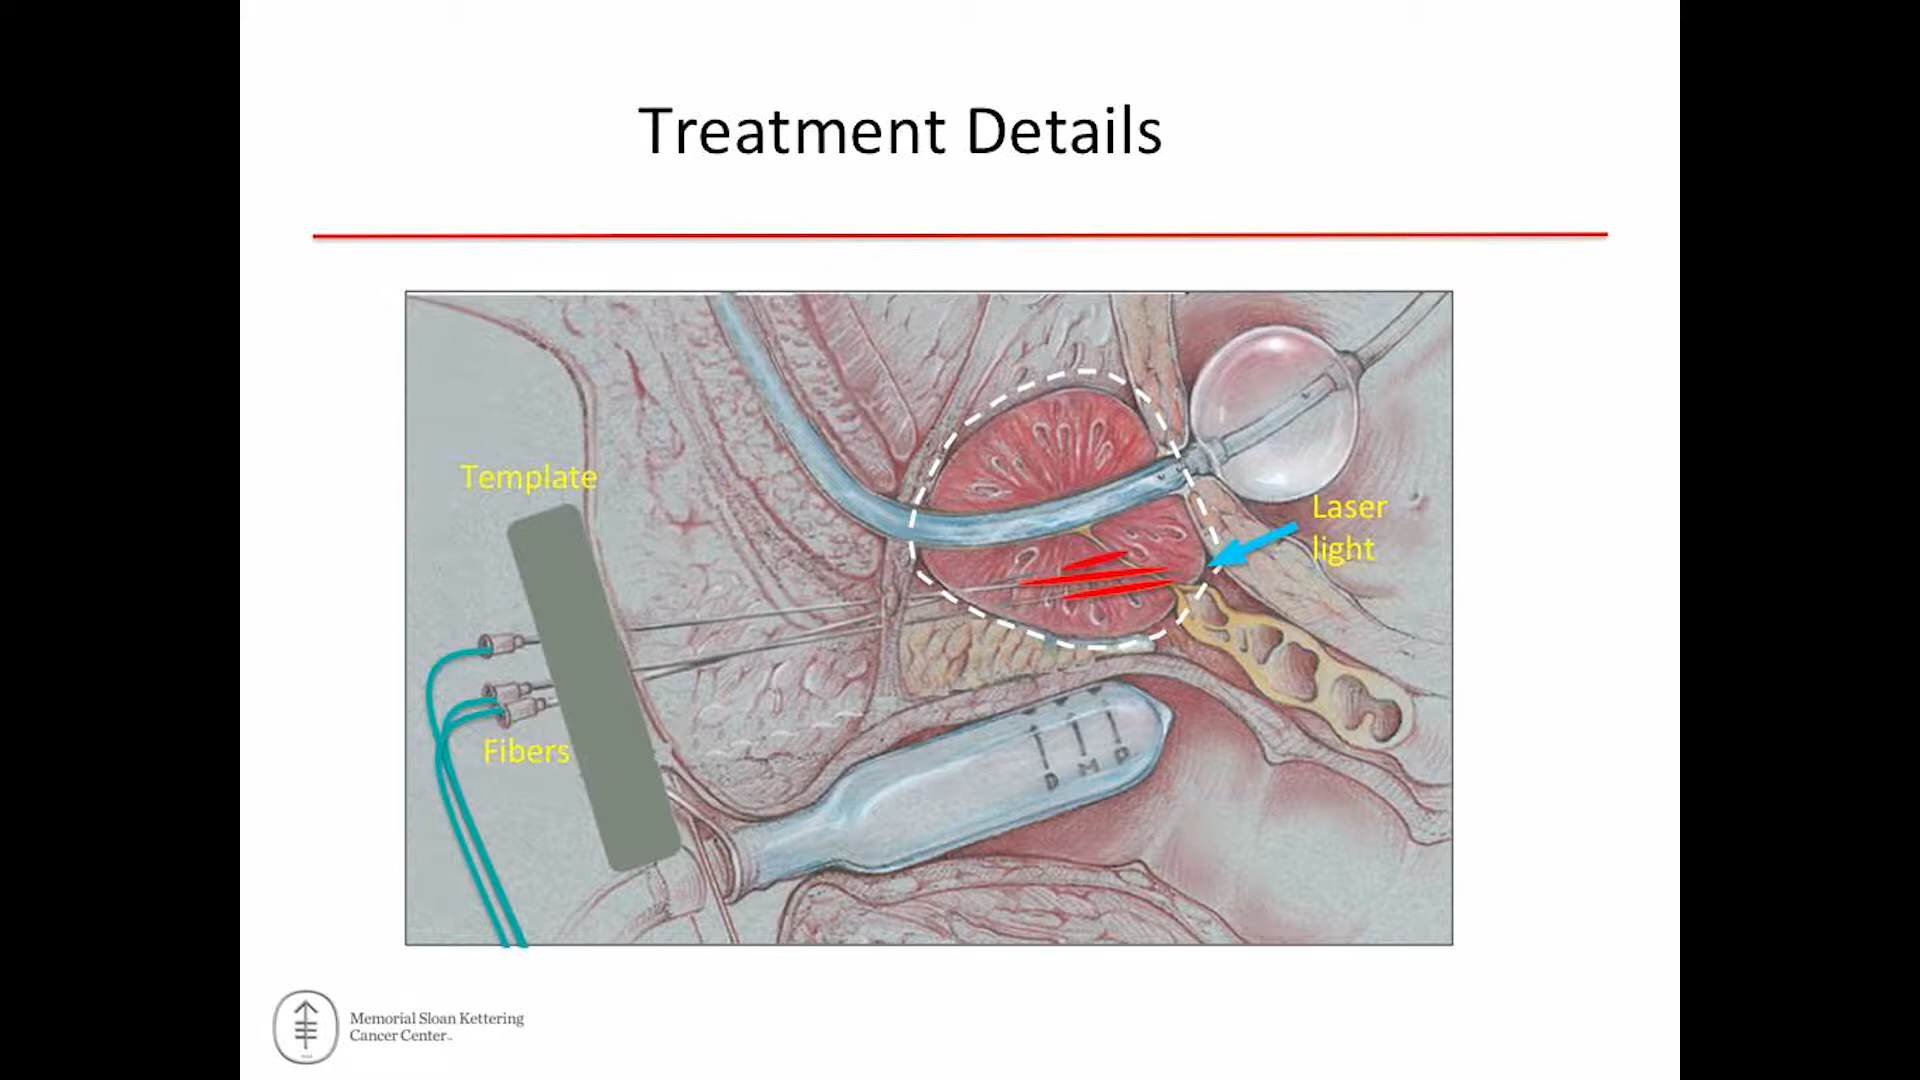 Treatment Details
Template
Laser
light
Fibers
D M P
Memorial Sloan Kettering
Cancer Center